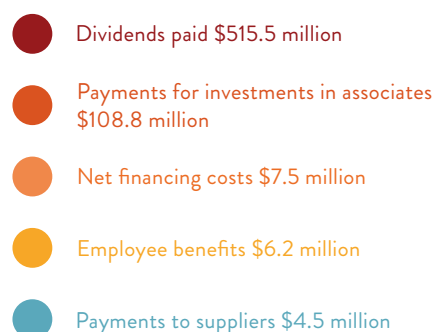 Dividends paid $515.5 million
Payments for investments in associates
$108.8 million
Net financing costs $7.5 million
Employee benefits $6.2 million
Payments to suppliers $4.5 million